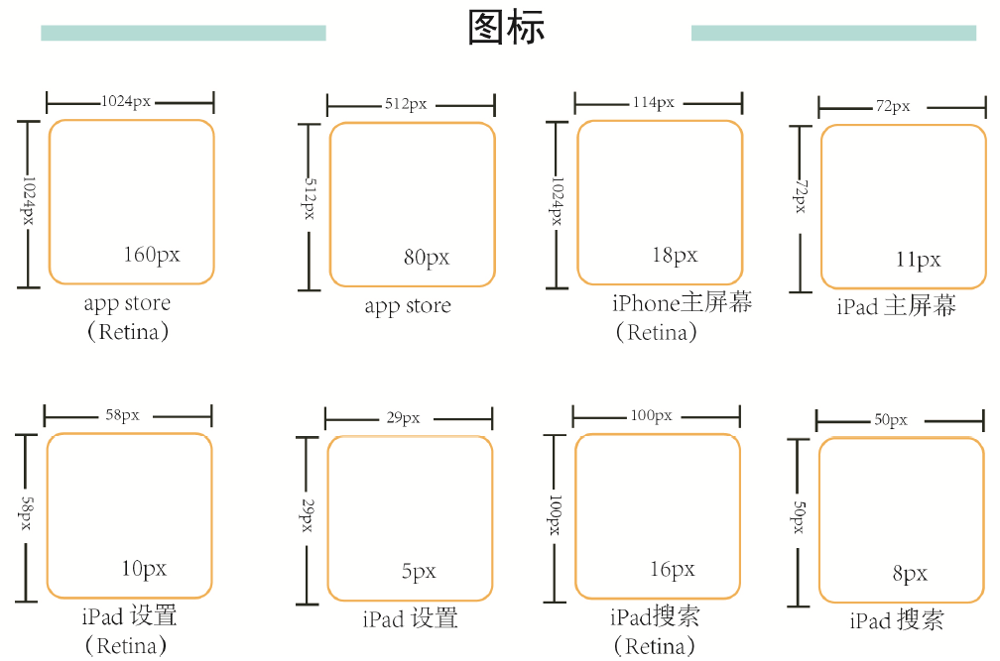 图标
1024px
1024px
160px
app store
(Retina)
512px
512px
80px
app store
114px
1024px
18px
iPhone主屏幕
(Retina)
72px
72px
11px
iPad 主屏幕
58px
58px
10px
iPad 设置
(Retina)
29px
29px
5px
iPad 设置
100px
100px
16px
iPad搜索
(Retina)
50px
50px
8px
iPad 搜索